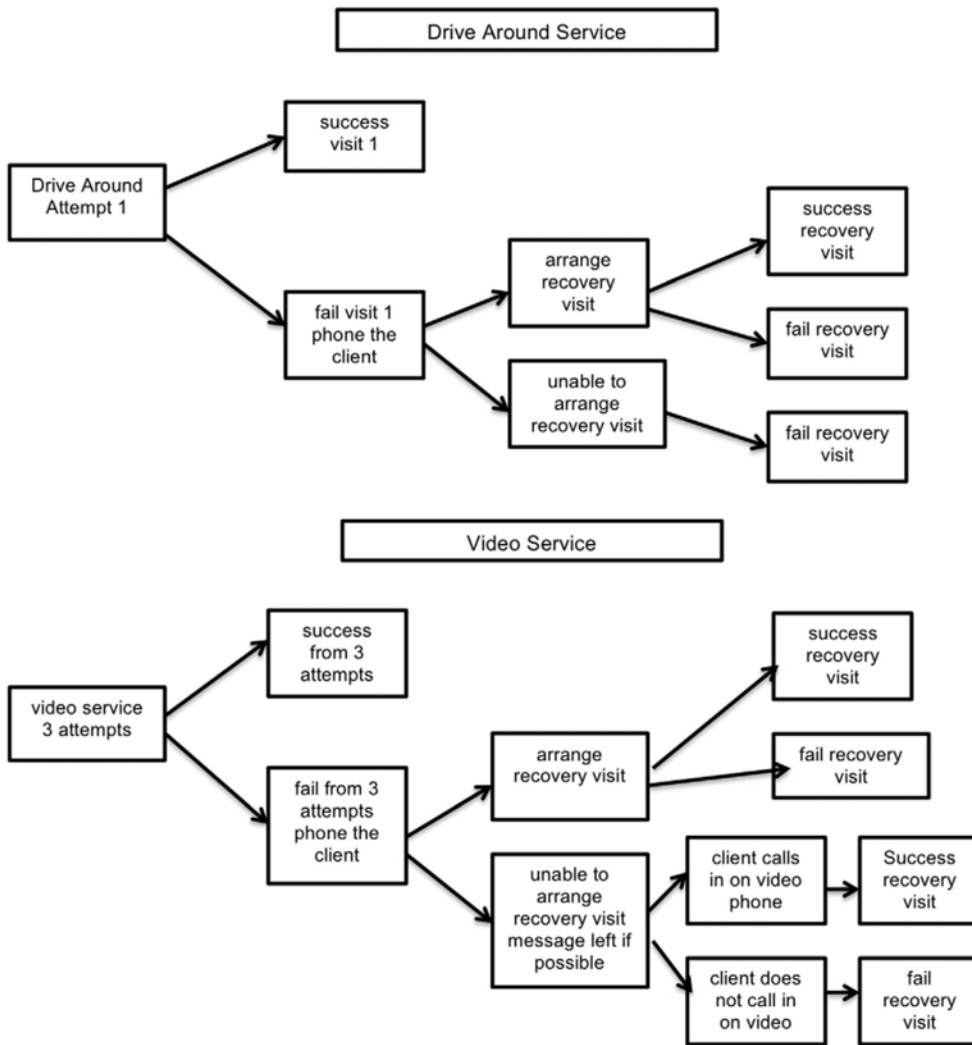 Drive Around Service
success
visit 1
Drive Around
Attempt 1
success
recovery
visit
arrange
recovery
visit
fail visit 1
phone the
client
fail recovery
visit
unable to
arrange
recovery visit
fail recovery
visit
Video Service
success
from 3
attempts
success
recovery
visit
video service
3 attempts
arrange
recovery visit
fail recovery
visit
fail from 3
attempts
phone the
client
unable to
arrange
recovery visit
message left if
possible
client calls
in on video
phone
Success
recovery
visit
client does
not call in
on video
fail
recovery
visit